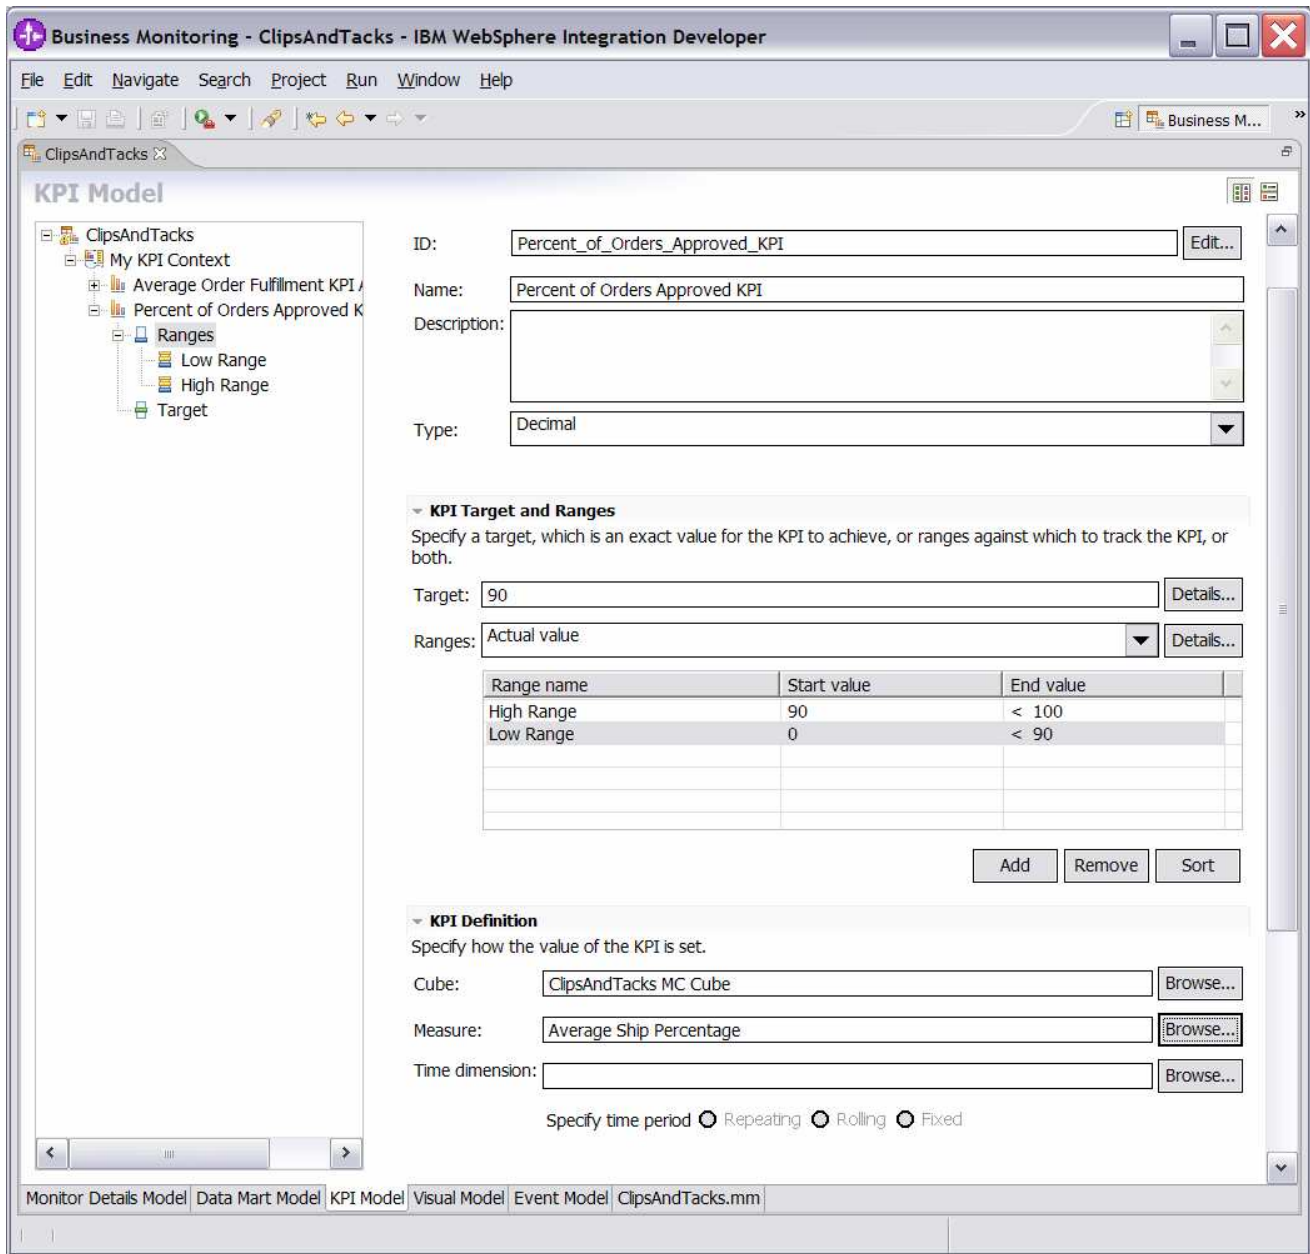 Business Monitoring - ClipsAndTacks - IBM WebSphere Integration Developer
File Edit Navigate Search Project Run Window Help
Business M... »
ClipsAndTacks
KPI Model
ClipsAndTacks
My KPI Context
Average Order Fulfillment KPI
Percent of Orders Approved K
Ranges
Low Range
High Range
Target
ID: Percent_of_Orders_Approved_KPI Edit...
Name: Percent of Orders Approved KPI
Description:
Type: Decimal
KPI Target and Ranges
Specify a target, which is an exact value for the KPI to achieve, or ranges against which to track the KPI, or
both.
Target: 90 Details...
Ranges: Actual value Details...
Range name Start value End value
High Range 90 < 100
Low Range 0 < 90
Add Remove Sort
KPI Definition
Specify how the value of the KPI is set.
Cube: ClipsAndTacks MC Cube Browse...
Measure: Average Ship Percentage Browse...
Time dimension: Browse...
Specify time period Repeating Rolling Fixed
Monitor Details Model Data Mart Model KPI Model Visual Model Event Model ClipsAndTacks.mm